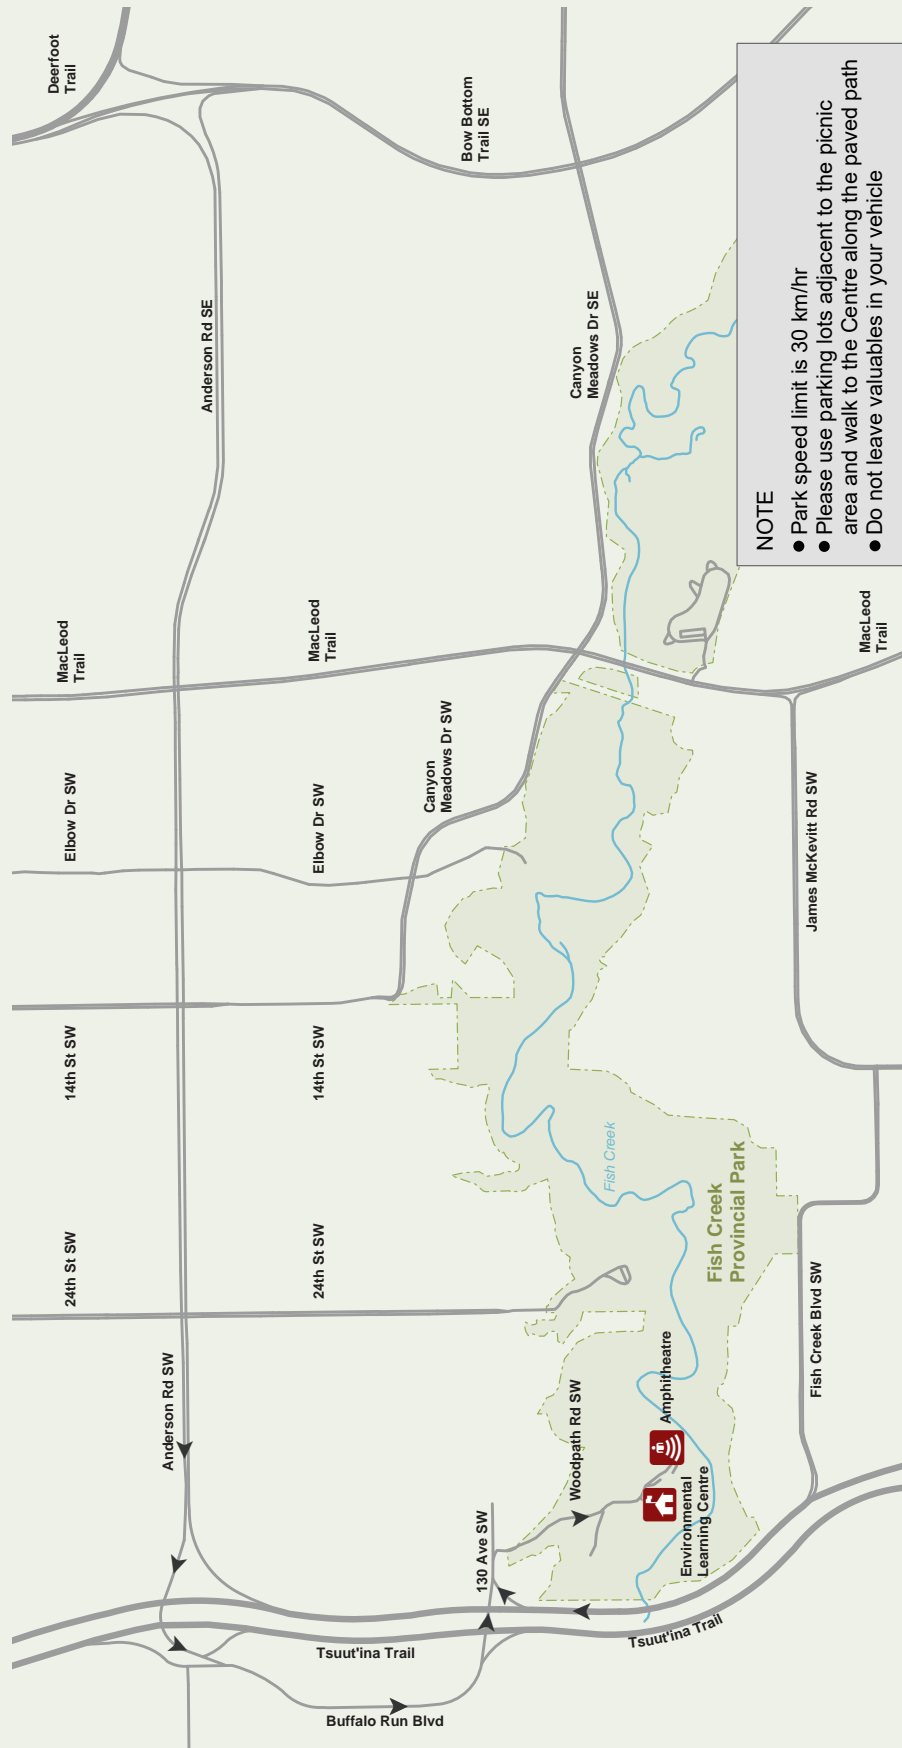 Deerfoot
Trail
Bow Bottom
Trail SE
Anderson Rd SE
Canyon
Meadows Dr SE
MacLeod
Trail
MacLeod
Trail
MacLeod
Trail
Elbow Dr SW
Elbow Dr SW
Canyon
Meadows Dr SW
James McKevitt Rd SW
14th St SW
14th St SW
24th St SW
24th St SW
Fish Creek
Fish Creek
Provincial Park
Anderson Rd SW
Woodpath Rd SW
Amphitheatre
Fish Creek Blvd SW
130 Ave SW
Environmental
Learning Centre
Tsuut'ina Trail
Tsuut'ina Trail
Buffalo Run Blvd
NOTE
● Park speed limit is 30 km/hr
● Please use parking lots adjacent to the picnic
area and walk to the Centre along the paved path
● Do not leave valuables in your vehicle